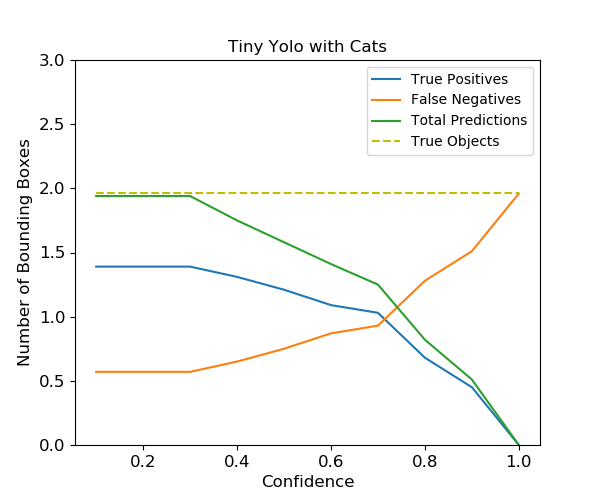 Tiny Yolo with Cats
True Positives
False Negatives
Total Predictions
True Objects
Number of Bounding Boxes
3.0
2.5
2.0
1.5
1.0
0.5
0.0
0.2 0.4 0.6 0.8 1.0
Confidence